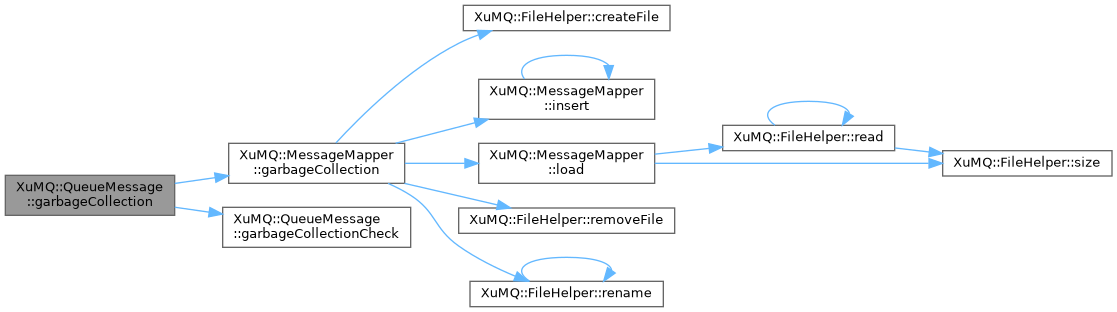 XuMQ::QueueMessage
::garbageCollection
XuMQ::MessageMapper
::garbageCollection
XuMQ::QueueMessage
::garbageCollectionCheck
XuMQ::FileHelper::createFile
XuMQ::MessageMapper
::insert
XuMQ::MessageMapper
::load
XuMQ::FileHelper::removeFile
XuMQ::FileHelper::rename
XuMQ::FileHelper::read
XuMQ::FileHelper::size